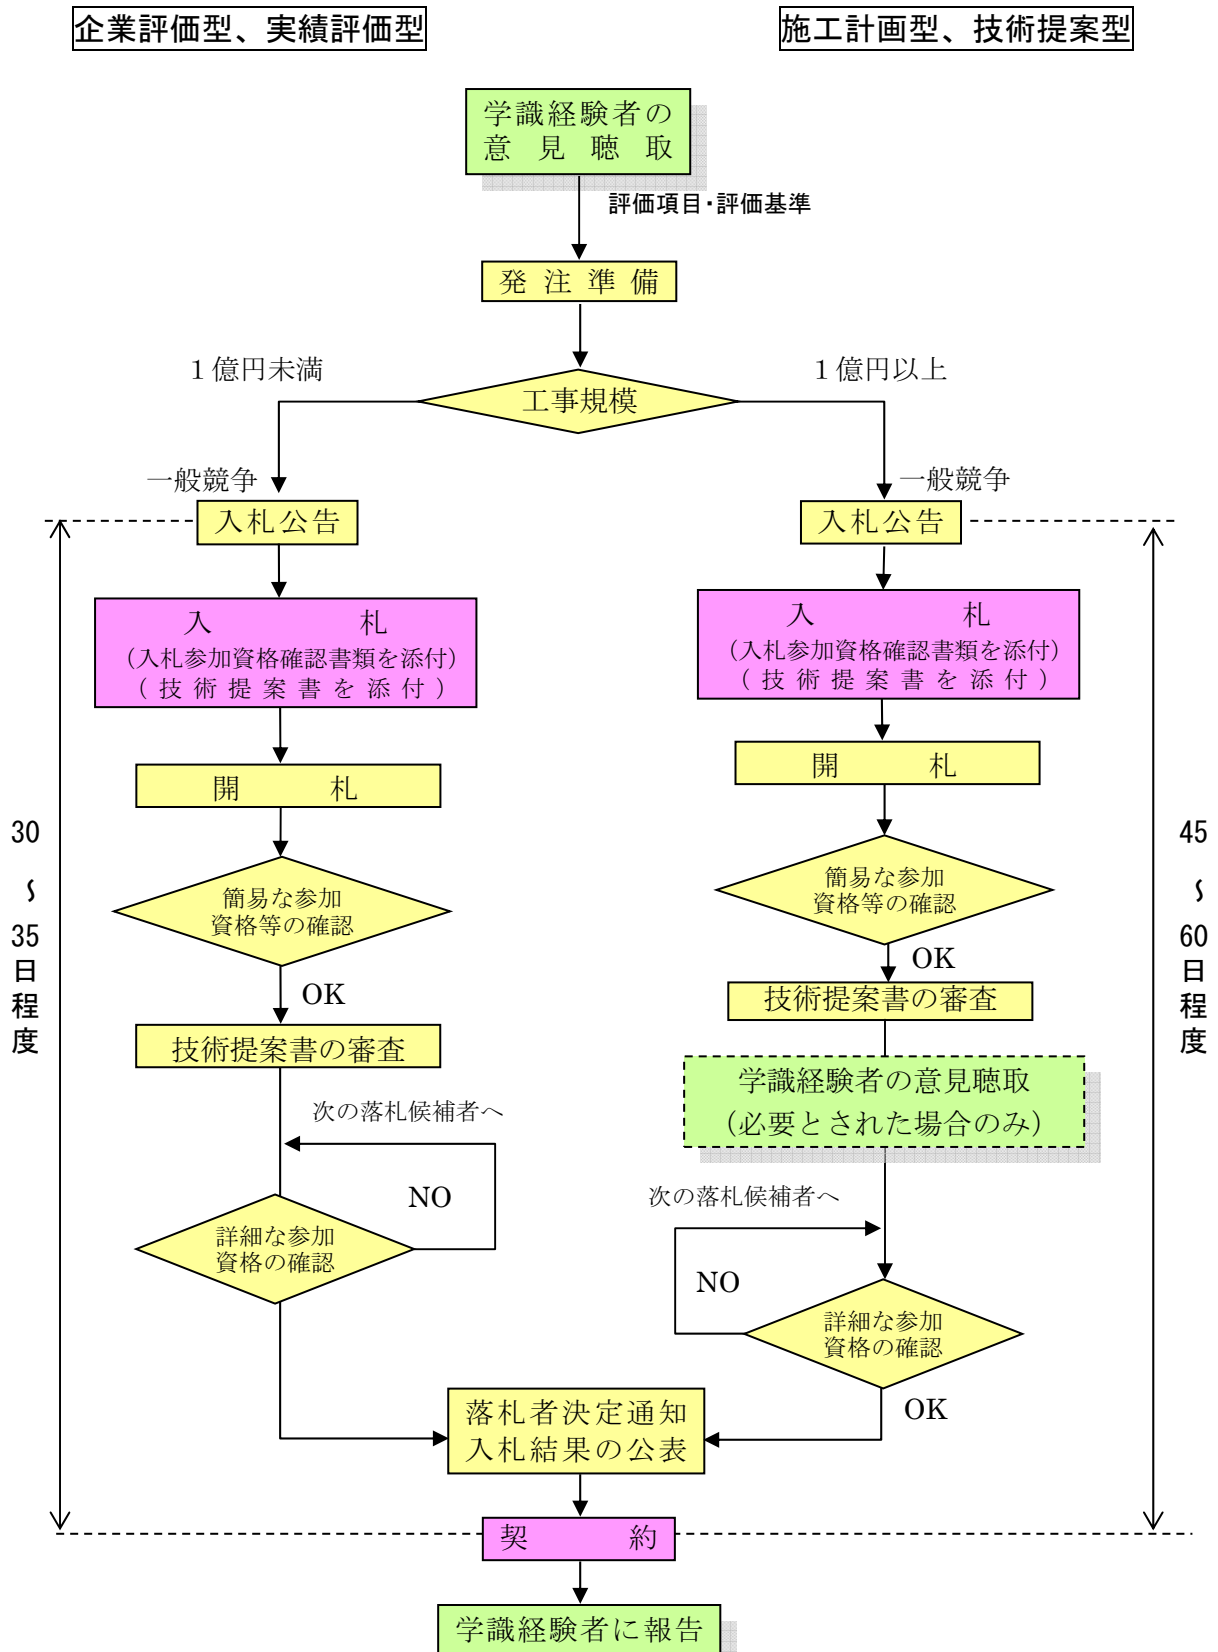 企業評価型、実績評価型
施工計画型、技術提案型
学識経験者の
意見聴取
評価項目・評価基準
発注準備
１億円未満
１億円以上
工事規模
一般競争
一般競争
入札公告
入札公告
入札
（入札参加資格確認書類を添付）
（技術提案書を添付）
入札
（入札参加資格確認書類を添付）
（技術提案書を添付）
開札
開札
簡易な参加
資格等の確認
簡易な参加
資格等の確認
OK
OK
技術提案書の審査
技術提案書の審査
学識経験者の意見聴取
（必要とされた場合のみ）
次の落札候補者へ
次の落札候補者へ
NO
NO
詳細な参加
資格の確認
詳細な参加
資格の確認
OK
落札者決定通知
入札結果の公表
契約
学識経験者に報告
30～35日程度
45～60日程度